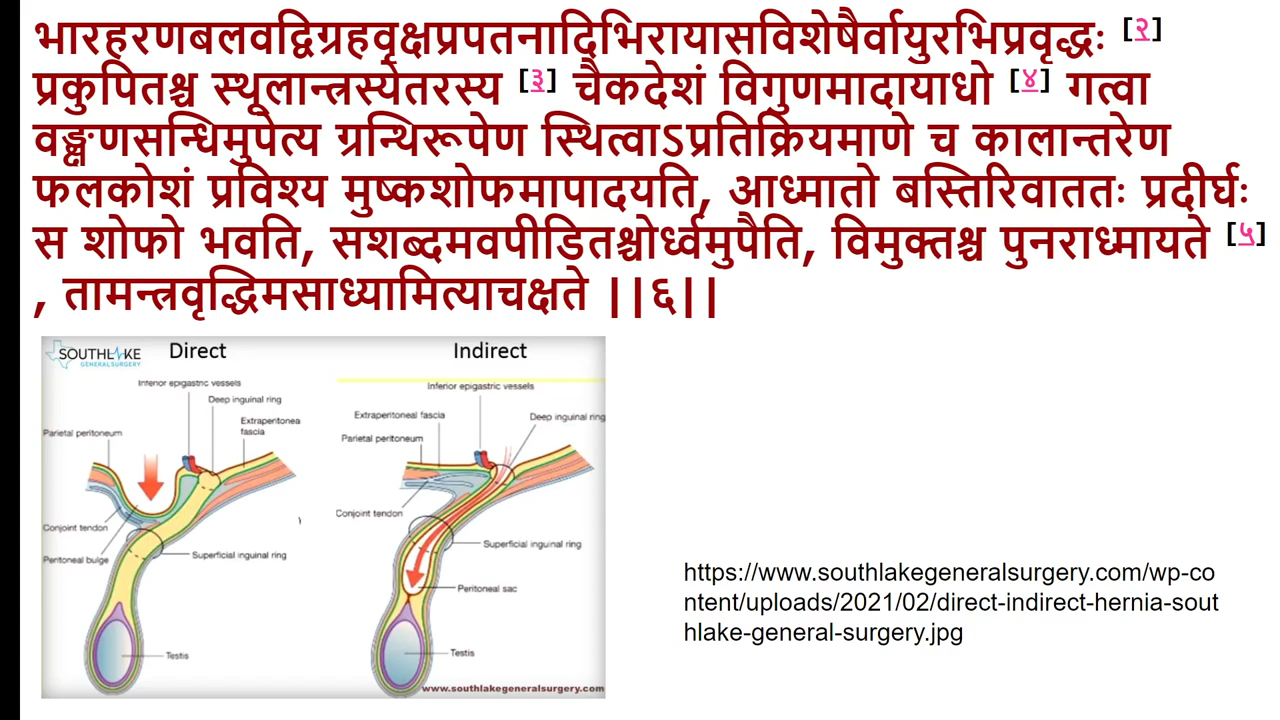 भारहरणबलवद्विग्रहवृक्षप्रपतनादिभिरायासविशेषैर्वायुरभिप्रवृद्धः [२]
प्रकुपितश्च स्थूलान्त्रस्येतरस्य [३] चैकदेशं विगुणमादायाधो [४] गत्वा
वङ्क्षणसन्धिमुपेत्य ग्रन्थिरूपेण स्थित्वाऽप्रतिक्रियमाणे च कालान्तरेण
फलकोशं प्रविश्य मुष्कशोफमापादयति, आध्मातो बस्तिरिवाततः प्रदीर्घः
स शोफो भवति, सशब्दमवपीडितश्चोर्ध्वमुपैति, विमुक्तश्च पुनराध्मायते [५]
, तामन्त्रवृद्धिमसाध्यामित्याचक्षते ||६||
SOUTHLAKE
GENERAL SURGERY
Direct
Inferior epigastric vessels
Deep inguinal ring
Extraperitonea
fascia
Parietal peritoneum
Conjoint tendon
Peritoneal bulge
Superficial inguinal ring
Testis
Indirect
Inferior epigastric vessels
Extraperitoneal fascia
Deep inguinal ring
Parietal peritoneum
Conjoint tendon
Superficial inguinal ring
Peritoneal sac
Testis
www.southlakegeneralsurgery.com
https://www.southlakegeneralsurgery.com/wp-co
ntent/uploads/2021/02/direct-indirect-hernia-sout
hlake-general-surgery.jpg